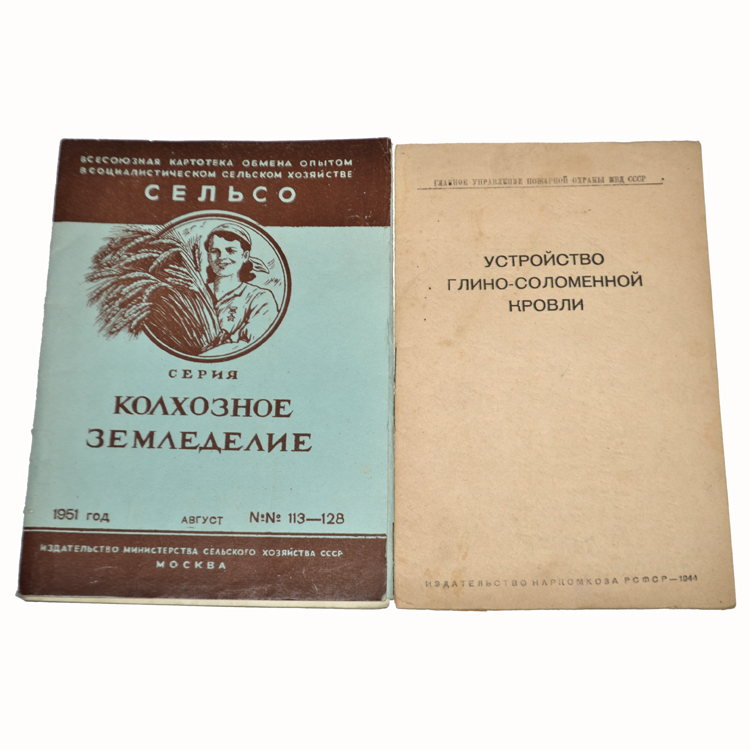 ВСЕСОЮЗНАЯ КАРТОТЕКА ОБМЕНА ОПЫТОМ
В СОЦИАЛИСТИЧЕСКОМ СЕЛЬСКОМ ХОЗЯЙСТВЕ
СЕЛЬСО
СЕРИЯ
КОЛХОЗНОЕ
ЗЕМЛЕДЕЛИЕ
1951 ГОД АВГУСТ №№ 113—128
ИЗДАТЕЛЬСТВО МИНИСТЕРСТВА СЕЛЬСКОГО ХОЗЯЙСТВА СССР
МОСКВА
ГЛАВНОЕ УПРАВЛЕНИЕ ПОЖАРНОЙ ОХРАНЫ МВД СССР
УСТРОЙСТВО
ГЛИНО-СОЛОМЕННОЙ
КРОВЛИ
ИЗДАТЕЛЬСТВО НАРКОМХОЗА РСФСР—1944